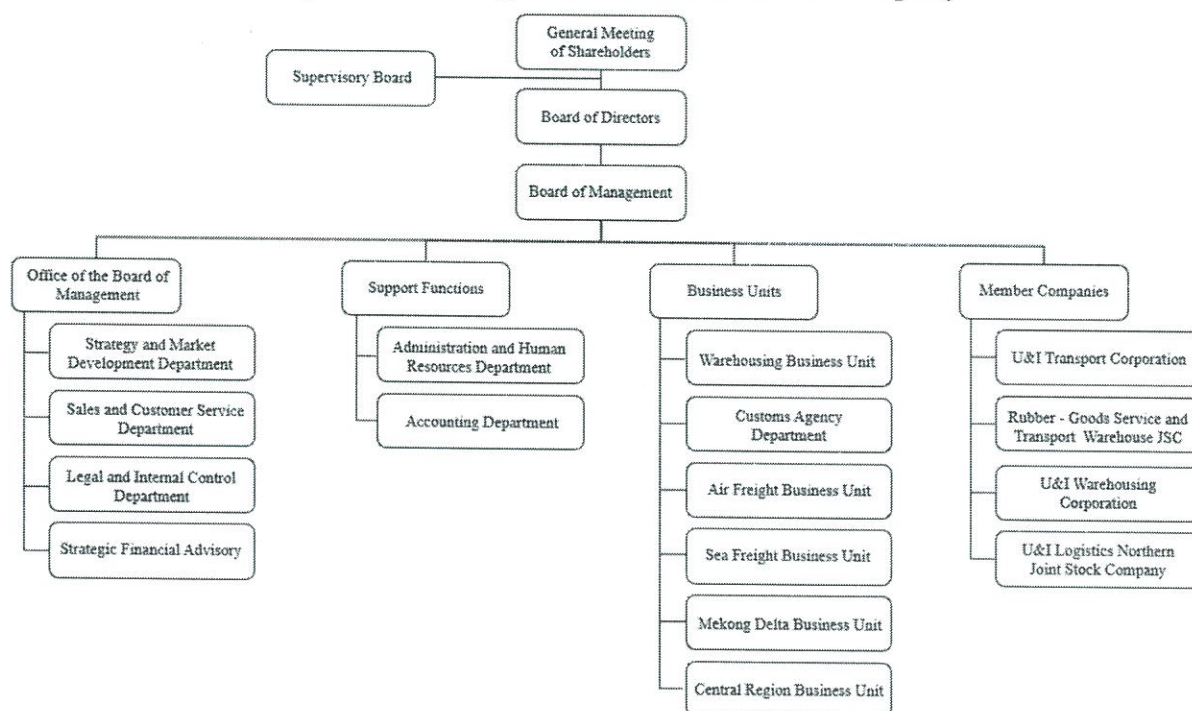 General Meeting
of Shareholders
Supervisory Board
Board of Directors
Board of Management
Office of the Board of
Management
Strategy and Market
Development Department
Sales and Customer Service
Department
Legal and Internal Control
Department
Strategic Financial Advisory
Support Functions
Administration and Human
Resources Department
Accounting Department
Business Units
Warehousing Business Unit
Customs Agency
Department
Air Freight Business Unit
Sea Freight Business Unit
Mekong Delta Business Unit
Central Region Business Unit
Member Companies
U&I Transport Corporation
Rubber - Goods Service and
Transport Warehouse JSC
U&I Warehousing
Corporation
U&I Logistics Northern
Joint Stock Company